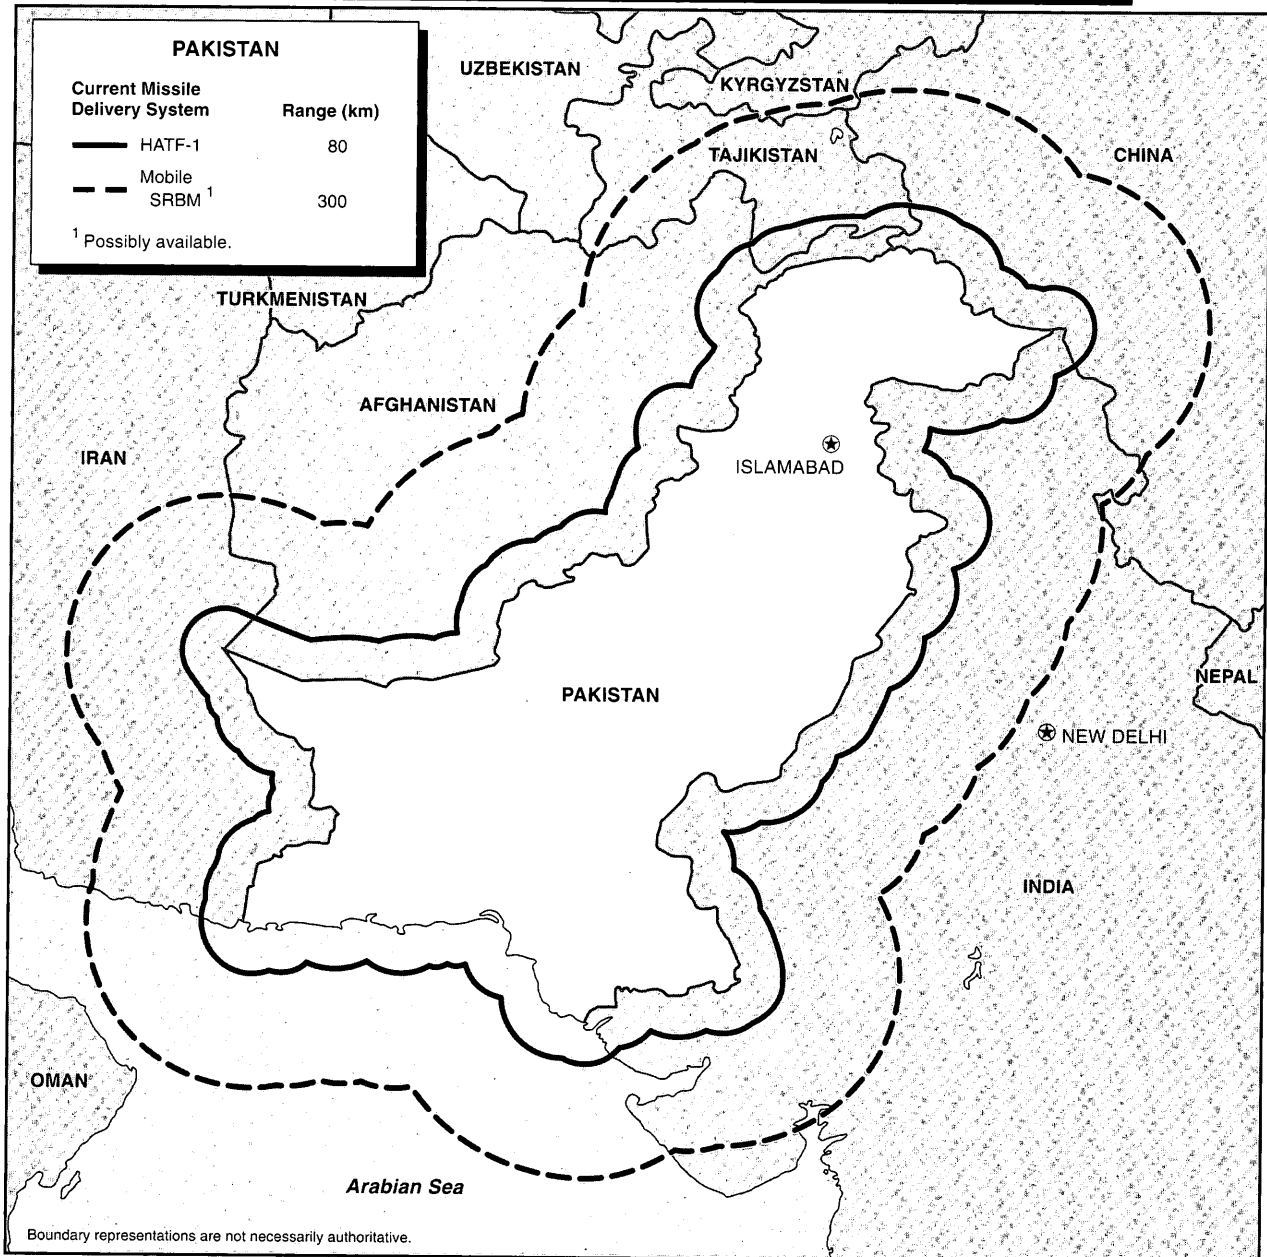 PAKISTAN
Current Missile
Delivery System Range (km)
HATF-1 80
Mobile
SRBM 1 300
1 Possibly available.
UZBEKISTAN
KYRGYZSTAN
TAJIKISTAN
CHINA
TURKMENISTAN
AFGHANISTAN
IRAN
ISLAMABAD
PAKISTAN
NEPAL
NEW DELHI
INDIA
OMAN
Arabian Sea
Boundary representations are not necessarily authoritative.